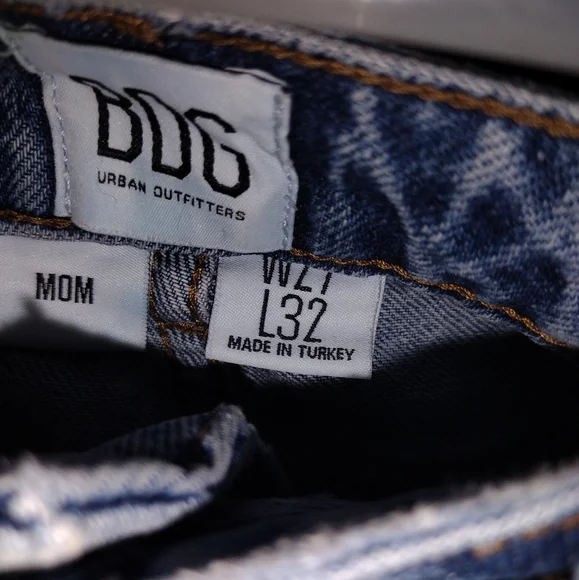 BDG
URBAN OUTFITTERS
MOM
W27
L32
MADE IN TURKEY